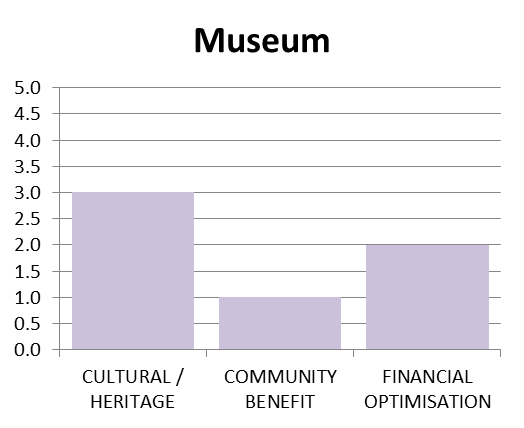 Museum
5.0
4.5
4.0
3.5
3.0
2.5
2.0
1.5
1.0
0.5
0.0
CULTURAL /
HERITAGE
COMMUNITY
BENEFIT
FINANCIAL
OPTIMISATION